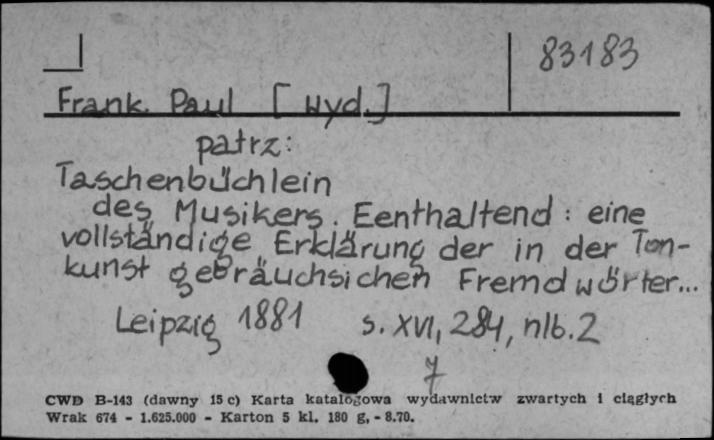 83183
Frank. Paul [wyd.]
patrz:
Taschenbüchlein
des Musikers. Eenthaltend: eine
vollständige Erklärung der in der Ton-
kunst gebräuchsichen Fremdwörter...
Leipzig 1881 s. XVI, 284, nlb. 2
7
CWD B-143 (dawny 15 c) Karta katalogowa wydawnictw zwartych i ciągłych
Wrak 674 - 1.625.000 - Karton 5 kl. 180 g, - 8.70.